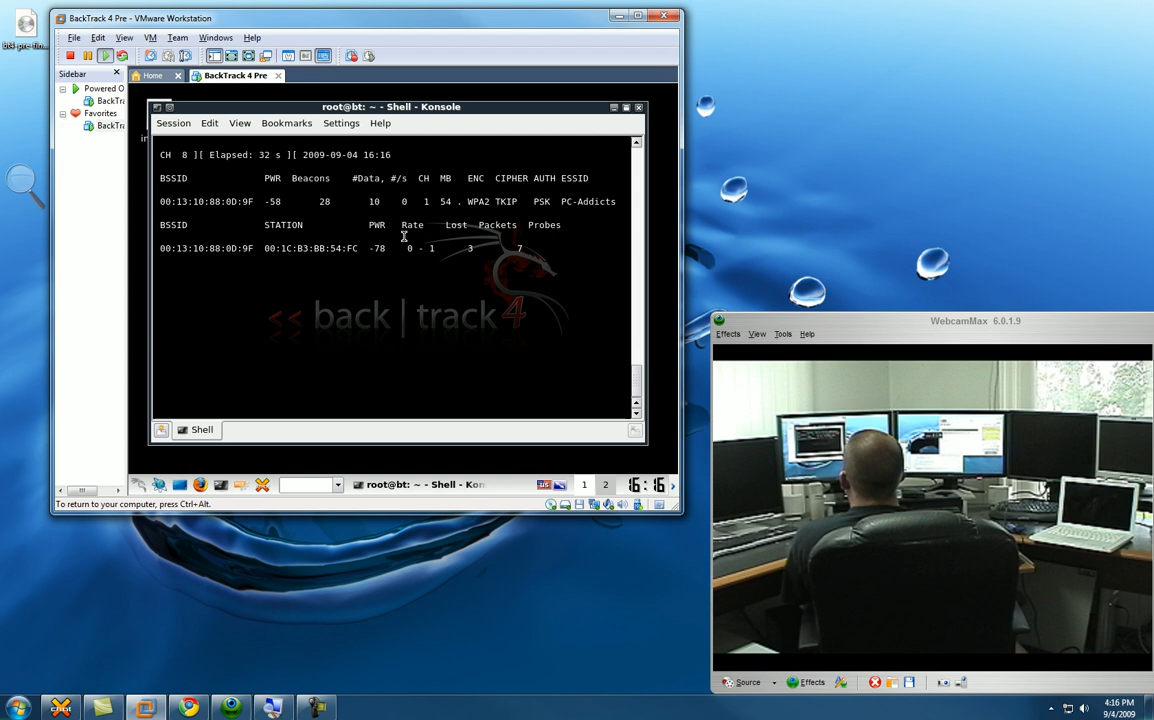 BackTrack 4 Pre - VMware Workstation
File Edit View VM Team Windows Help
Sidebar
Home
BackTrack 4 Pre
Powered O
BackTra
Favorites
BackTra
bt4-pre-fin...
root@bt: ~ - Shell - Konsole
Session Edit View Bookmarks Settings Help
CH 8 ][ Elapsed: 32 s ][ 2009-09-04 16:16
BSSID PWR Beacons #Data, #/s CH MB ENC CIPHER AUTH ESSID
00:13:10:88:0D:9F -58 28 10 0 1 54 . WPA2 TKIP PSK PC-Addicts
BSSID STATION PWR Rate Lost Packets Probes
00:13:10:88:0D:9F 00:1C:B3:BB:54:FC -78 0 - 1 3 7
<< back | track 4
Shell
root@bt: ~ - Shell - Kon
1 2
16:16
To return to your computer, press Ctrl+Alt.
WebcamMax 6.0.1.9
Effects View Tools Help
Source
Effects
4:16 PM
9/4/2009